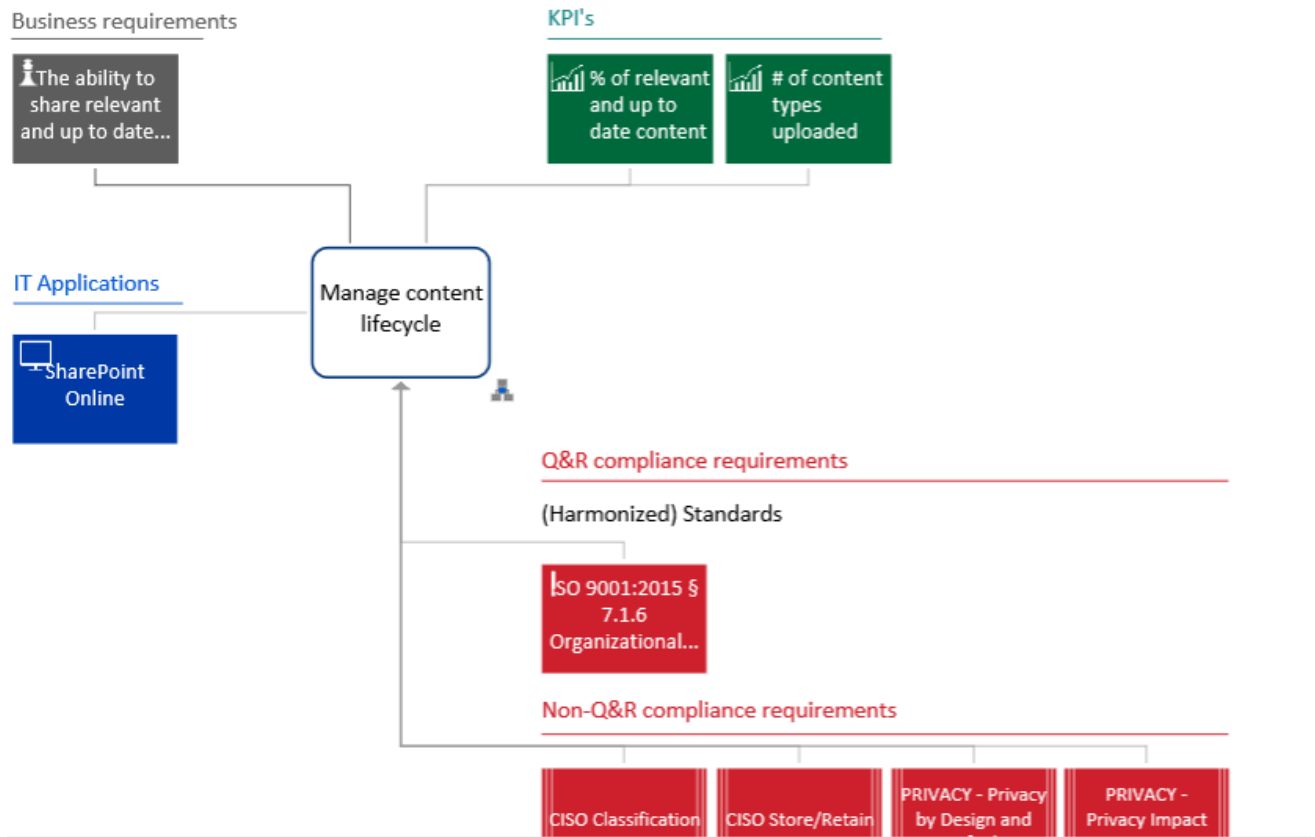 Business requirements
KPI's
The ability to
share relevant
and up to date...
% of relevant
and up to
date content
# of content
types
uploaded
IT Applications
Manage content
lifecycle
SharePoint
Online
Q&R compliance requirements
(Harmonized) Standards
ISO 9001:2015 §
7.1.6
Organizational...
Non-Q&R compliance requirements
CISO Classification
CISO Store/Retain
PRIVACY - Privacy
by Design and
PRIVACY -
Privacy Impact